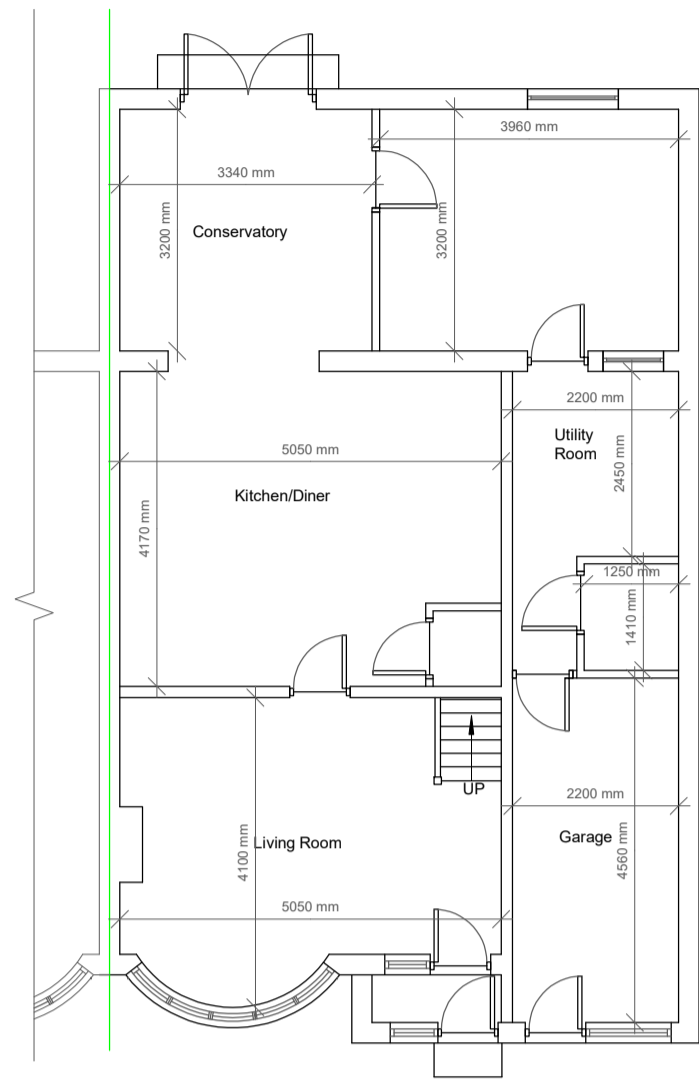 3960 mm
3340 mm
3200 mm
Conservatory
3200 mm
2200 mm
Utility
Room
5050 mm
2450 mm
Kitchen/Diner
4170 mm
1250 mm
1410 mm
UP
2200 mm
Garage
Living Room
4100 mm
4560 mm
5050 mm